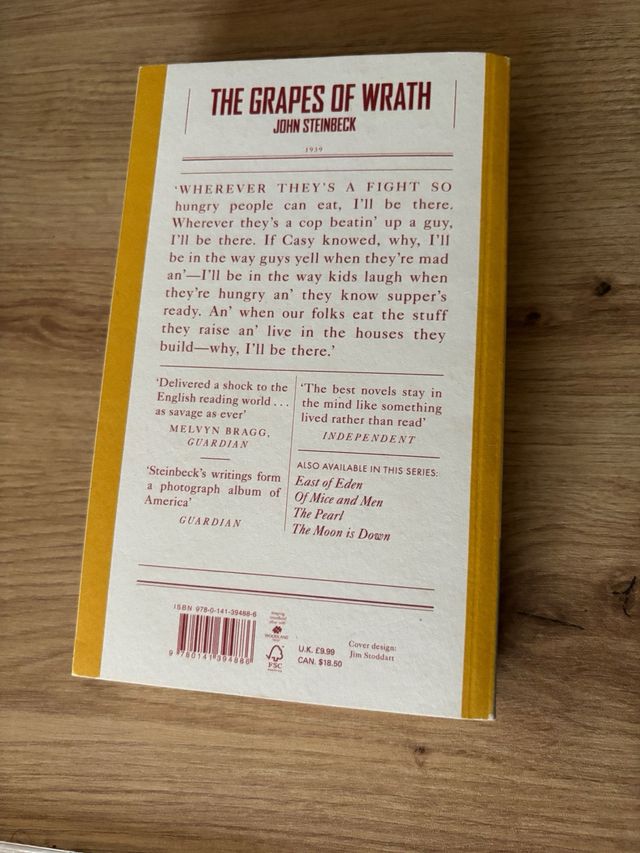 THE GRAPES OF WRATH
JOHN STEINBECK
1939
‘WHEREVER THEY’S A FIGHT SO
hungry people can eat, I’ll be there.
Wherever they’s a cop beatin’ up a guy,
I’ll be there. If Casy knowed, why, I’ll
be in the way guys yell when they’re mad
an’—I’ll be in the way kids laugh when
they’re hungry an’ they know supper’s
ready. An’ when our folks eat the stuff
they raise an’ live in the houses they
build—why, I’ll be there.’
‘Delivered a shock to the
English reading world . . .
as savage as ever’
MELVYN BRAGG,
GUARDIAN
‘Steinbeck’s writings form
a photograph album of
America’
GUARDIAN
‘The best novels stay in
the mind like something
lived rather than read’
INDEPENDENT
ALSO AVAILABLE IN THIS SERIES:
East of Eden
Of Mice and Men
The Pearl
The Moon is Down
ISBN 978-0-141-39488-6
9 780141 394886
WOODLAND
FSC
U.K. £9.99
CAN. $18.50
Cover design:
Jim Stoddart